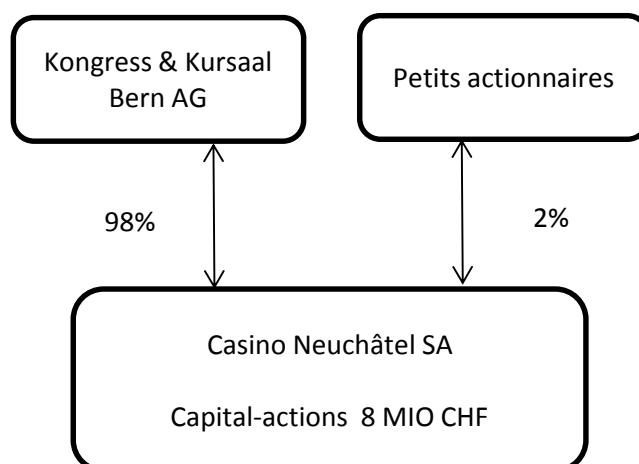 Kongress & Kursaal
Bern AG
Petits actionnaires
98%
2%
Casino Neuchâtel SA
Capital-actions 8 MIO CHF